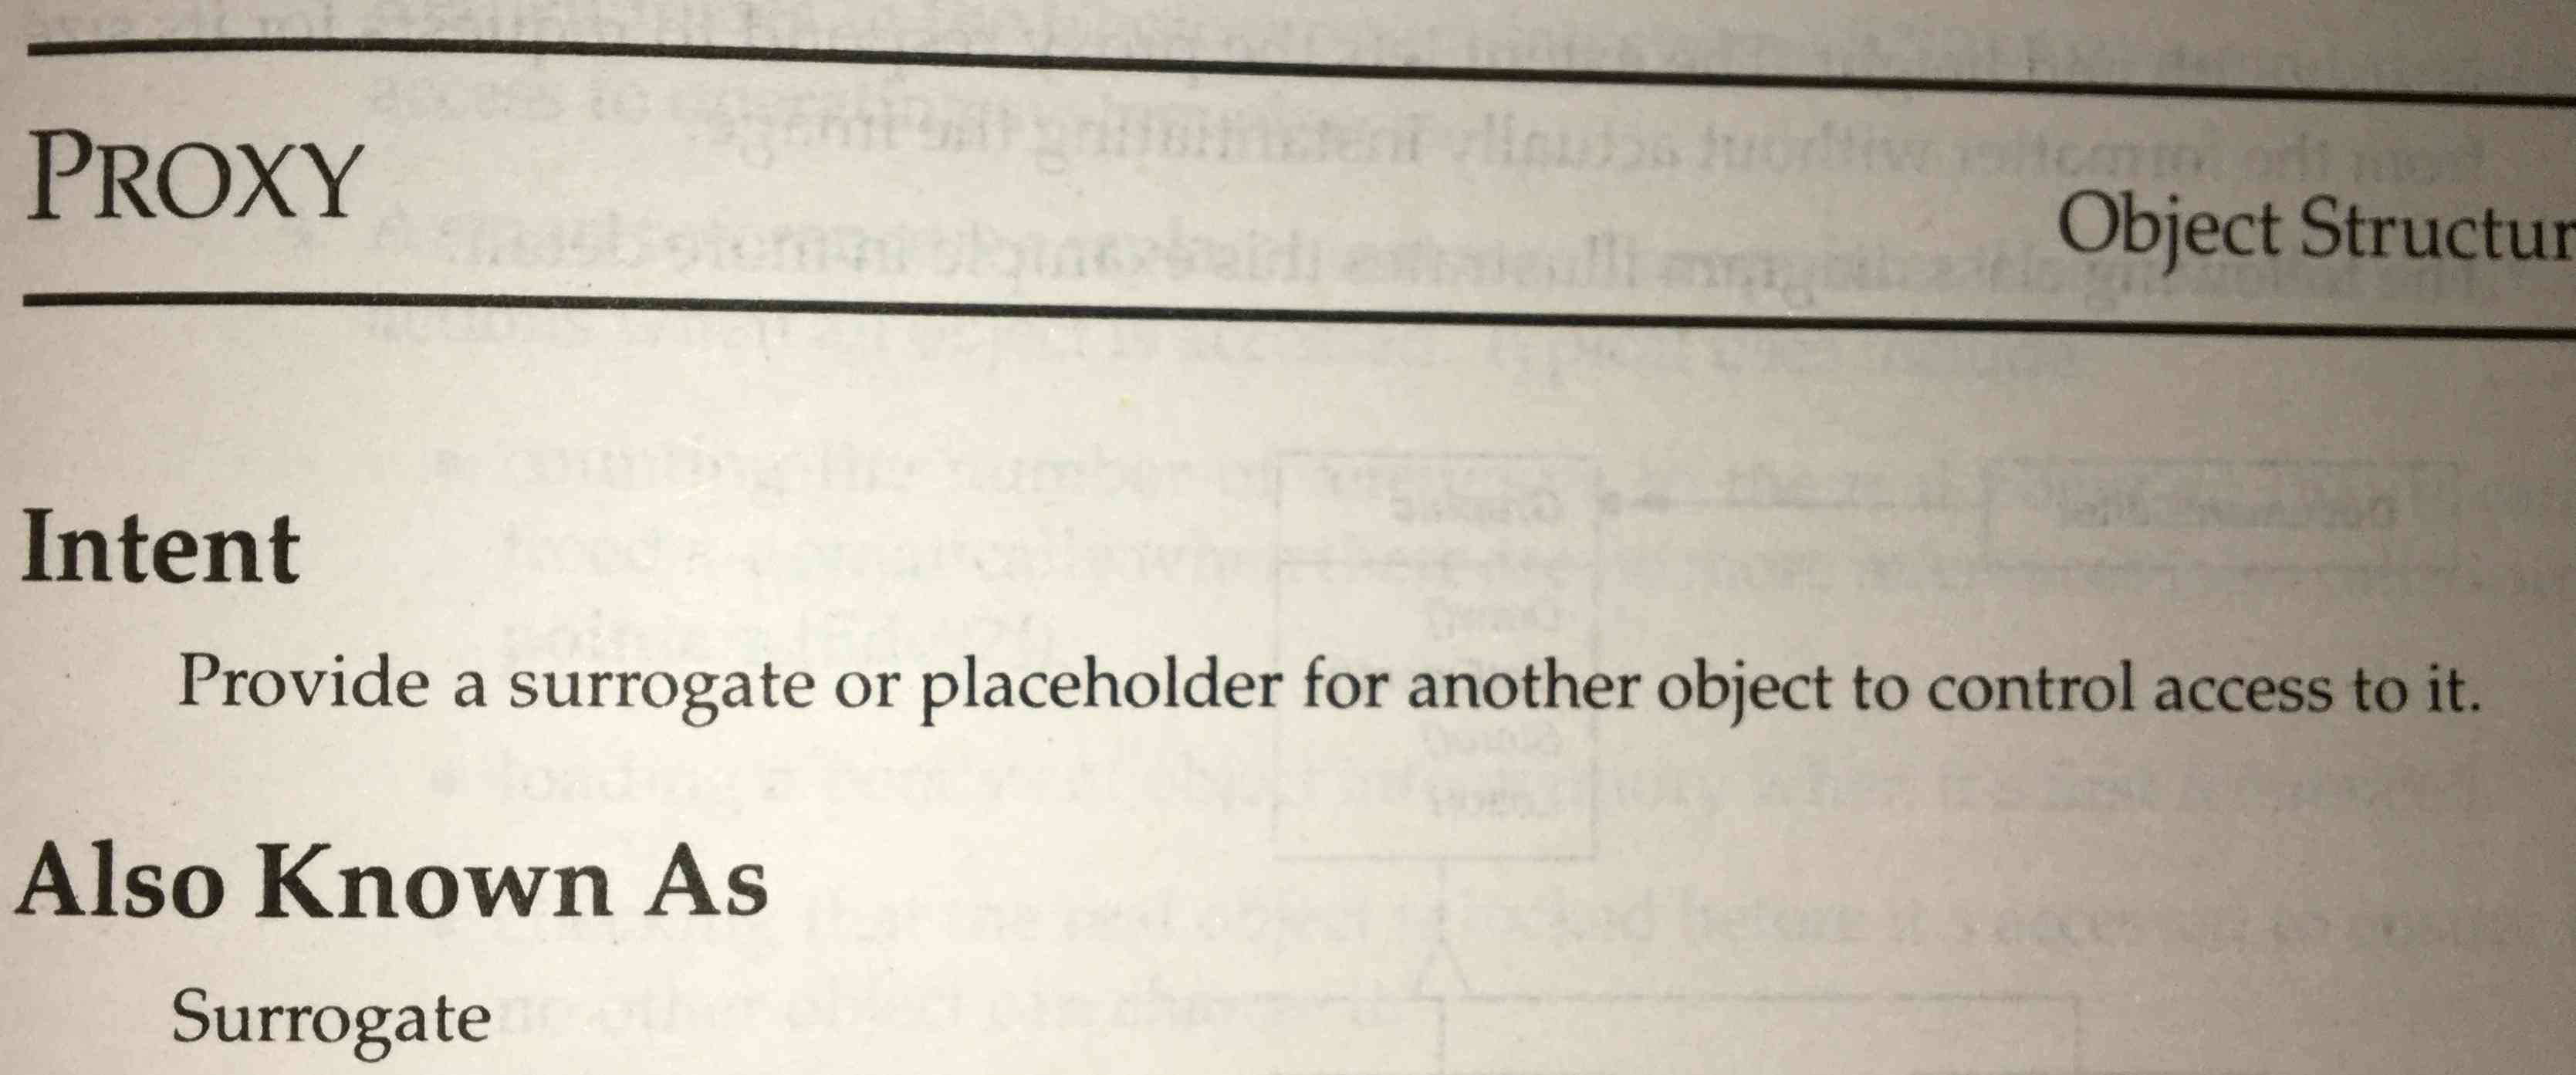 PROXY
Object Structur
Intent
Provide a surrogate or placeholder for another object to control access to it.
Also Known As
Surrogate